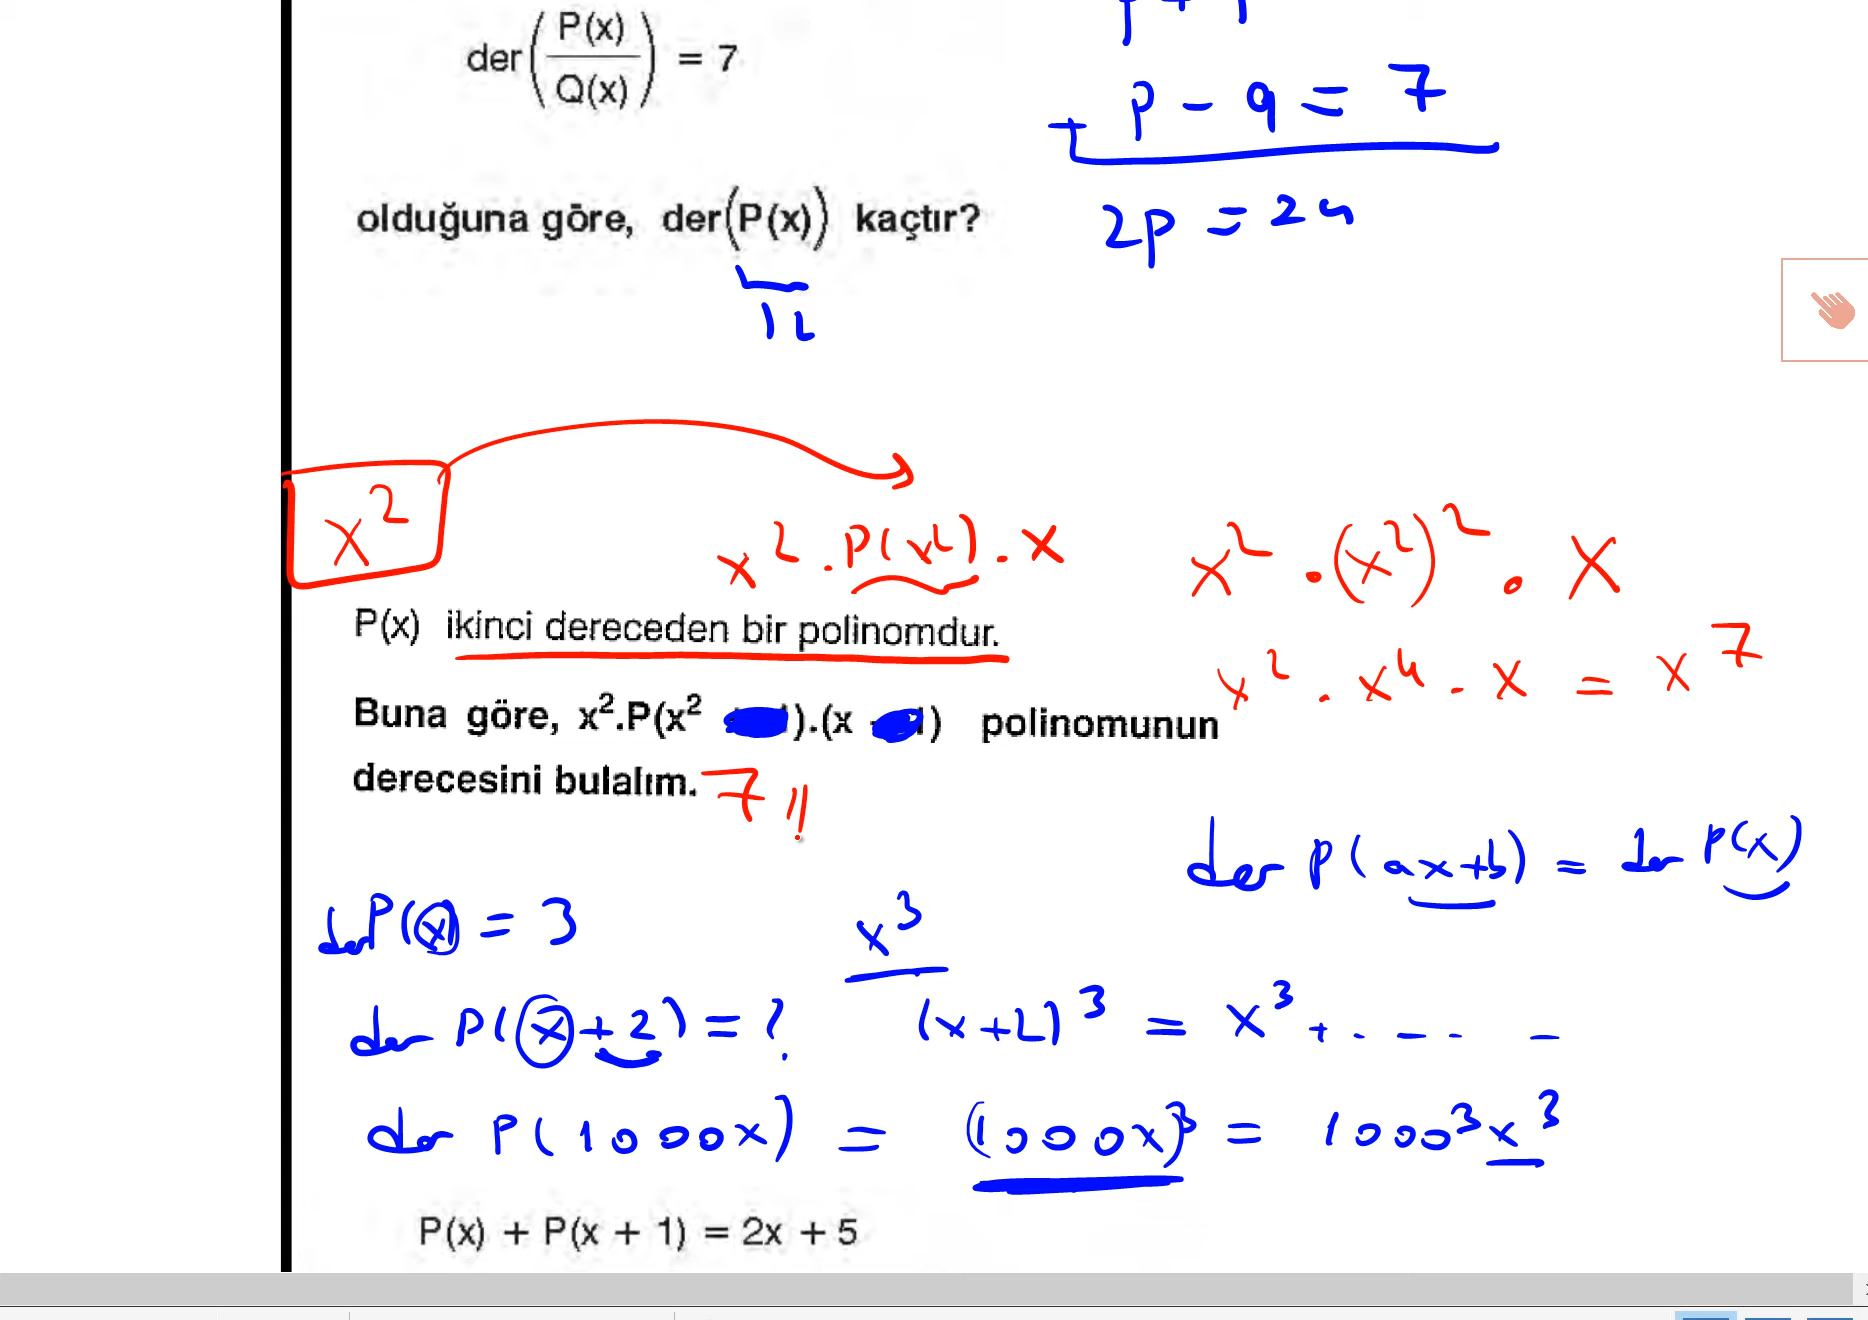 der(P(x)/Q(x)) = 7
p - q = 7
+
2p = 24
olduğuna göre, der(P(x)) kaçtır?
12
x²
x² . P(x²) . x
x² . (x²)² . x
P(x) ikinci dereceden bir polinomdur.
x² . x⁴ . x = x⁷
Buna göre, x².P(x² 1).(x - 1) polinomunun
derecesini bulalım. 7 //
der P(ax+b) = der P(x)
der P(x) = 3
x³
der P(x+2) = ?
(x+2)³ = x³ + . - - . -
der P(1000x) = (1000x)³ = 1000³x³
P(x) + P(x + 1) = 2x + 5